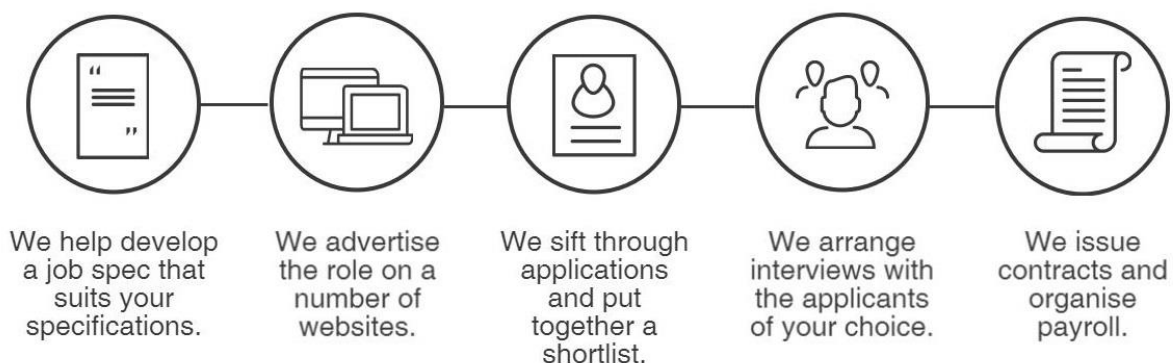 We help develop
a job spec that
suits your
specifications.
We advertise
the role on a
number of
websites.
We sift through
applications
and put
together a
shortlist.
We arrange
interviews with
the applicants
of your choice.
We issue
contracts and
organise
payroll.